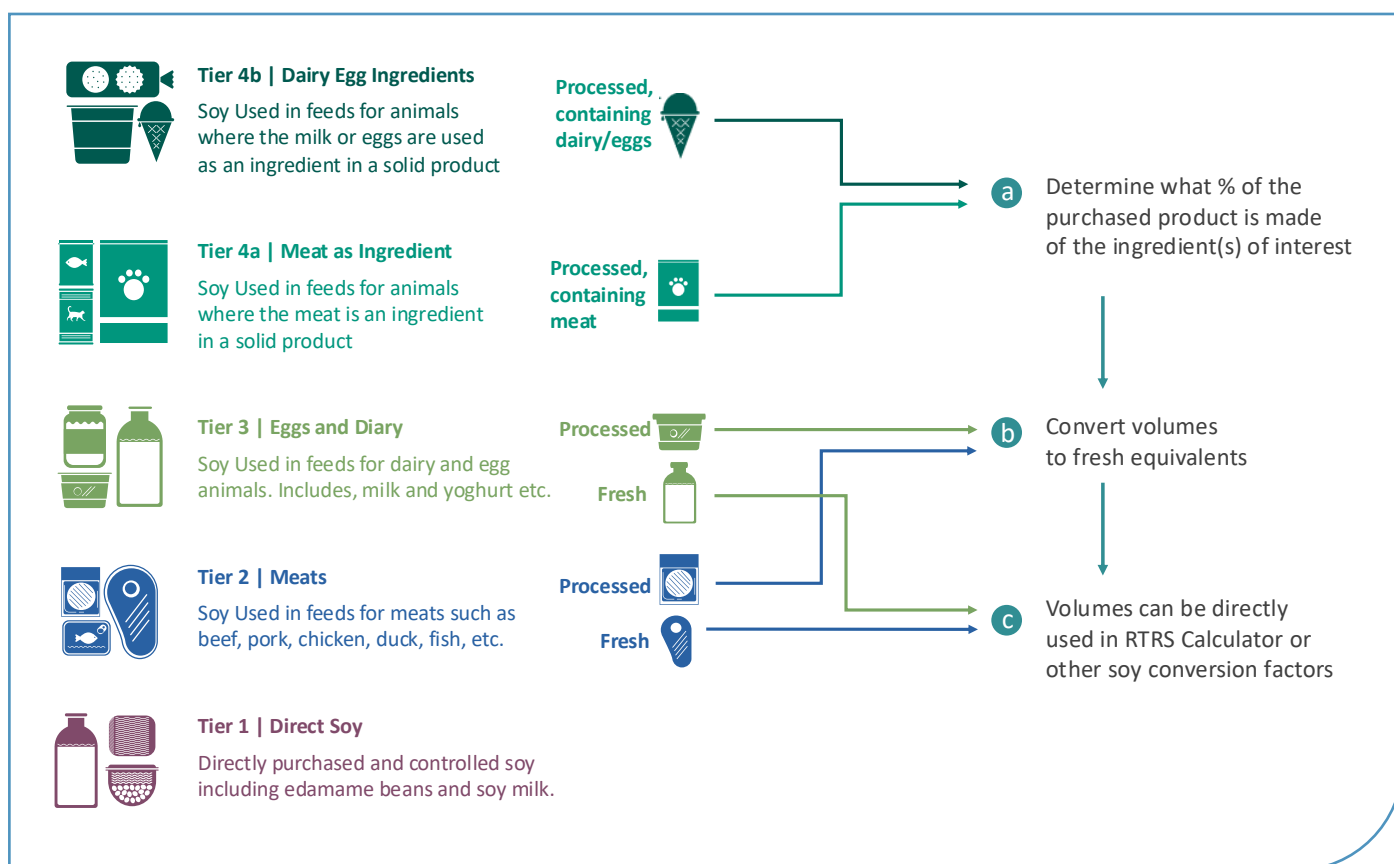 Tier 4b | Dairy Egg Ingredients
Soy Used in feeds for animals
where the milk or eggs are used
as an ingredient in a solid product
Processed,
containing
dairy/eggs
a
Determine what % of the
purchased product is made
of the ingredient(s) of interest
Tier 4a | Meat as Ingredient
Soy Used in feeds for animals
where the meat is an ingredient
in a solid product
Processed,
containing
meat
Tier 3 | Eggs and Diary
Soy Used in feeds for dairy and egg
animals. Includes, milk and yoghurt etc.
Processed
Fresh
b
Convert volumes
to fresh equivalents
Tier 2 | Meats
Soy Used in feeds for meats such as
beef, pork, chicken, duck, fish, etc.
Processed
Fresh
c
Volumes can be directly
used in RTRS Calculator or
other soy conversion factors
Tier 1 | Direct Soy
Directly purchased and controlled soy
including edamame beans and soy milk.